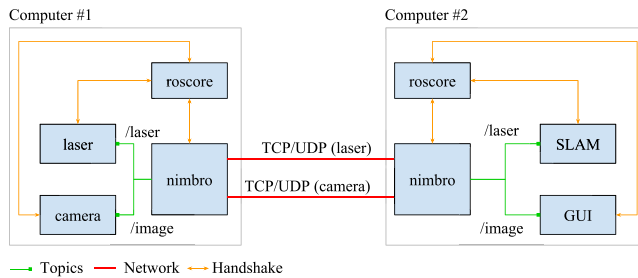 Computer #1
Computer #2
roscore
roscore
/laser
/laser
laser
TCP/UDP (laser)
SLAM
nimbro
nimbro
TCP/UDP (camera)
camera
GUI
/image
/image
Topics
Network
Handshake